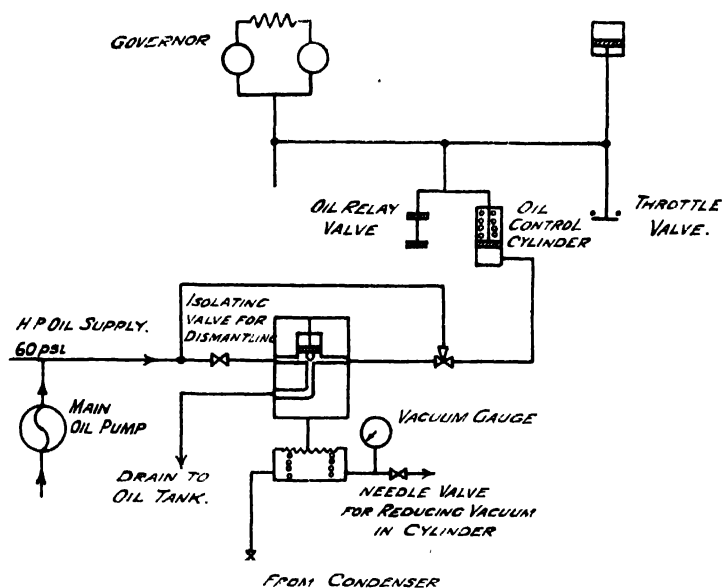 GOVERNOR
OIL RELAY
VALVE
OIL
CONTROL
CYLINDER
THROTTLE
VALVE.
ISOLATING
VALVE FOR
DISMANTLING
H P OIL SUPPLY.
60 PSI
MAIN
OIL PUMP
VACUUM GAUGE
DRAIN TO
OIL TANK.
NEEDLE VALVE
FOR REDUCING VACUUM
IN CYLINDER
FROM CONDENSER